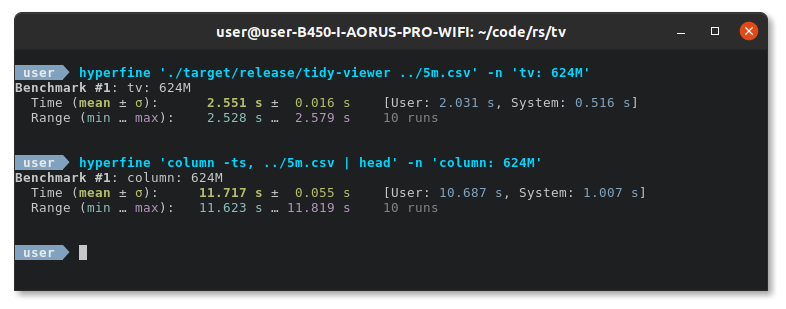 user@user-B450-I-AORUS-PRO-WIFI: ~/code/rs/tv
user hyperfine './target/release/tidy-viewer ../5m.csv' -n 'tv: 624M'
Benchmark #1: tv: 624M
Time (mean ± σ): 2.551 s ± 0.016 s [User: 2.031 s, System: 0.516 s]
Range (min … max): 2.528 s … 2.579 s 10 runs
user hyperfine 'column -ts, ../5m.csv | head' -n 'column: 624M'
Benchmark #1: column: 624M
Time (mean ± σ): 11.717 s ± 0.055 s [User: 10.687 s, System: 1.007 s]
Range (min … max): 11.623 s … 11.819 s 10 runs
user